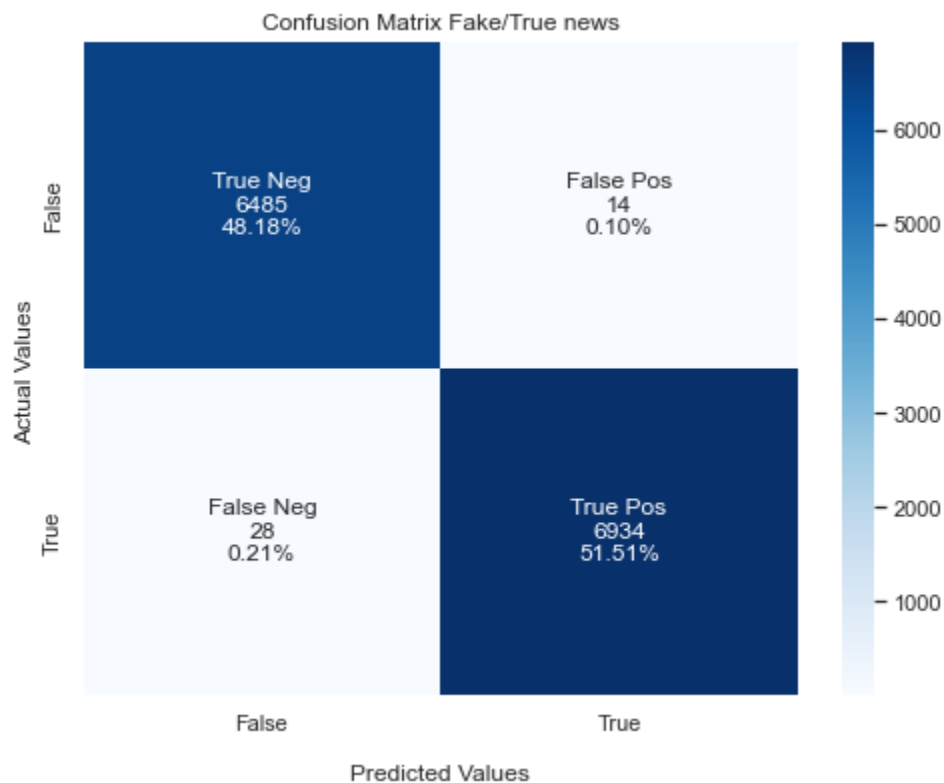 Confusion Matrix Fake/True news
True Neg
6485
48.18%
False Pos
14
0.10%
False Neg
28
0.21%
True Pos
6934
51.51%
False
True
Actual Values
False
True
Predicted Values
6000
5000
4000
3000
2000
1000